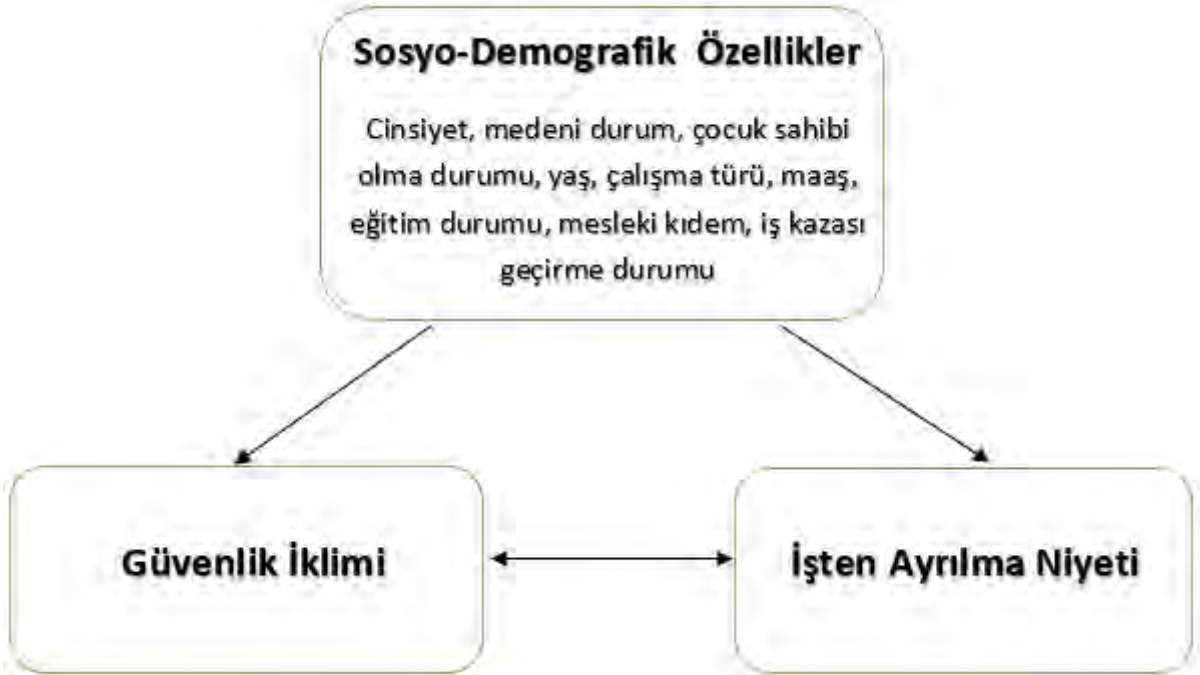 Sosyo-Demografik Özellikler
Cinsiyet, medeni durum, çocuk sahibi
olma durumu, yaş, çalışma türü, maaş,
eğitim durumu, mesleki kıdem, iş kazası
geçirme durumu
Güvenlik İklimi
İşten Ayrılma Niyeti